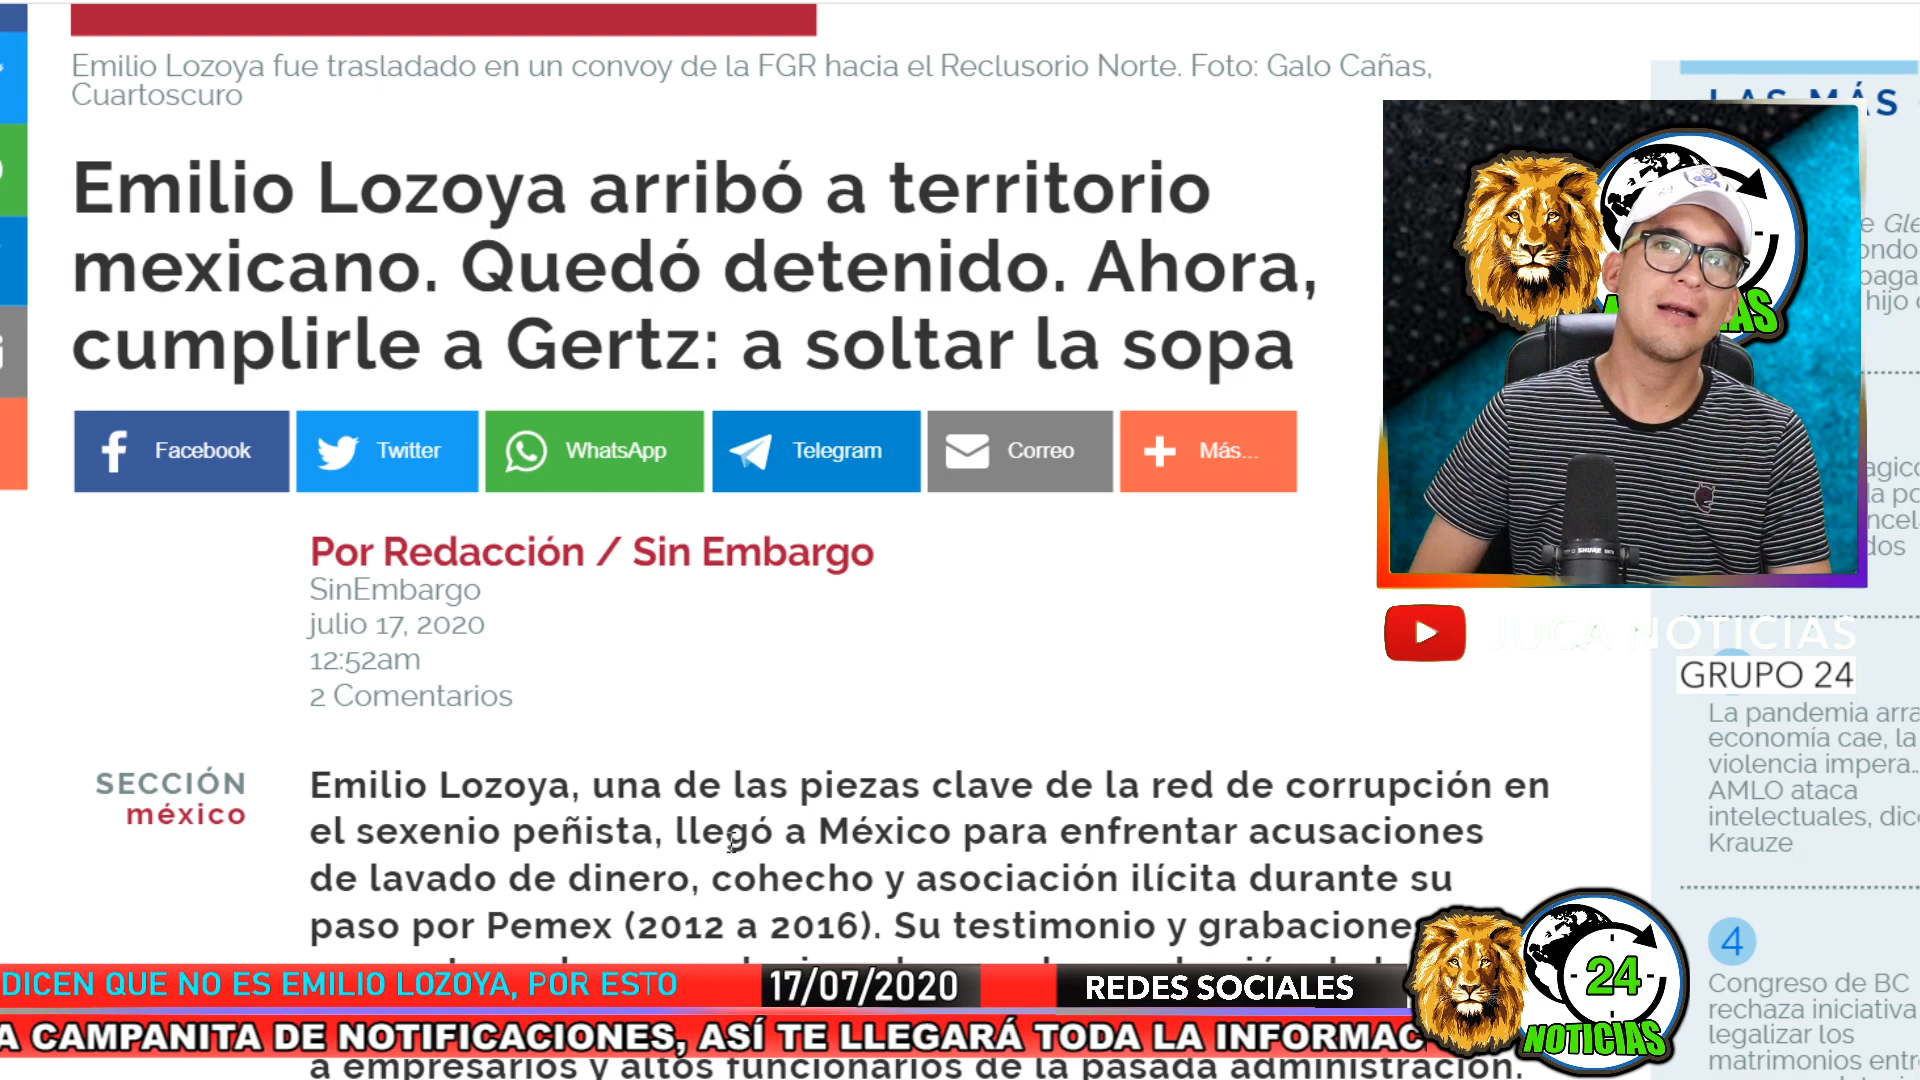 Emilio Lozoya fue trasladado en un convoy de la FGR hacia el Reclusorio Norte. Foto: Galo Cañas,
Cuartoscuro
LAS MÁS
Emilio Lozoya arribó a territorio
mexicano. Quedó detenido. Ahora,
cumplirle a Gertz: a soltar la sopa
Facebook
Twitter
WhatsApp
Telegram
Correo
Más...
hijo
SHURE
Por Redacción / Sin Embargo
SinEmbargo
julio 17, 2020
12:52am
2 Comentarios
JUCA NOTICIAS
GRUPO 24
La pandemia arra
economía cae, la
violencia impera...
AMLO ataca
intelectuales, dice
Krauze
SECCIÓN
méxico
Emilio Lozoya, una de las piezas clave de la red de corrupción en
el sexenio peñista, llegó a México para enfrentar acusaciones
de lavado de dinero, cohecho y asociación ilícita durante su
paso por Pemex (2012 a 2016). Su testimonio y grabacione
4
Congreso de BC
rechaza iniciativa
legalizar los
matrimonios entr
DICEN QUE NO ES EMILIO LOZOYA, POR ESTO
17/07/2020
REDES SOCIALES
24
NOTICIAS
A CAMPANITA DE NOTIFICACIONES, ASÍ TE LLEGARÁ TODA LA INFORMAC
a empresarios y altos funcionarios de la pasada administración.